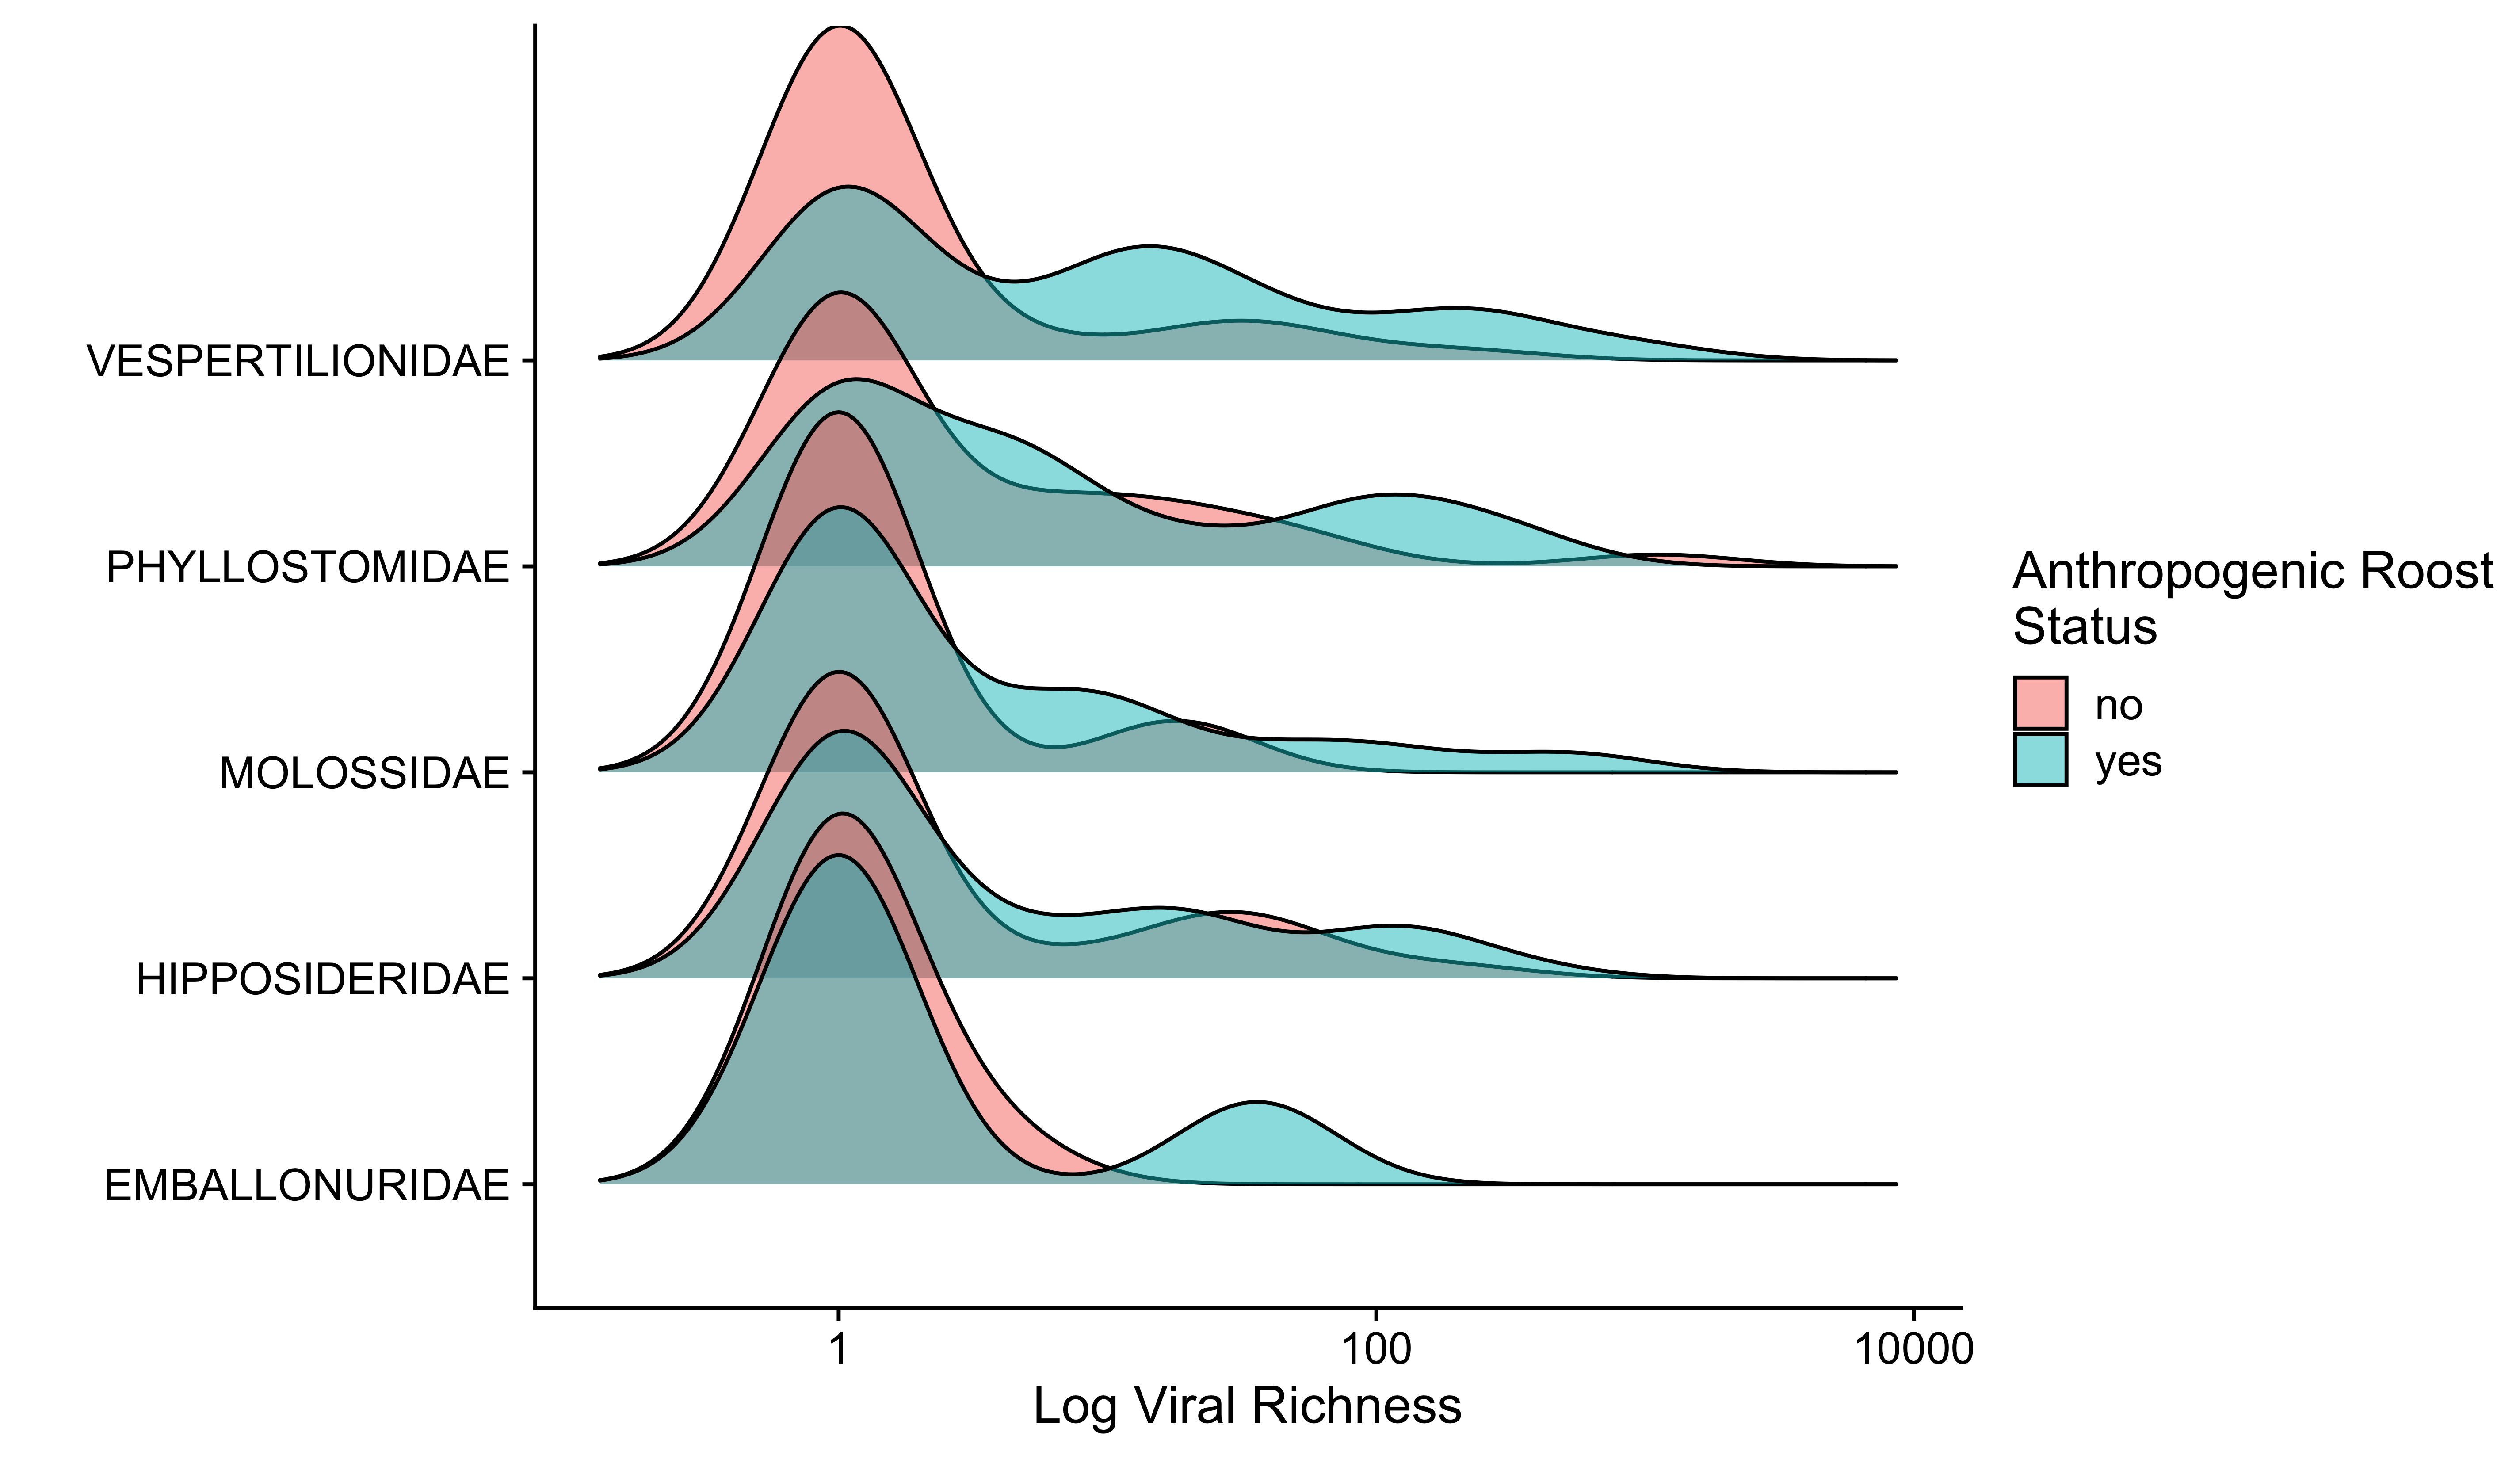 VESPERTILIONIDAE
PHYLLOSTOMIDAE
MOLOSSIDAE
HIPPOSIDERIDAE
EMBALLONURIDAE
1
100
10000
Log Viral Richness
Anthropogenic Roost
Status
no
yes